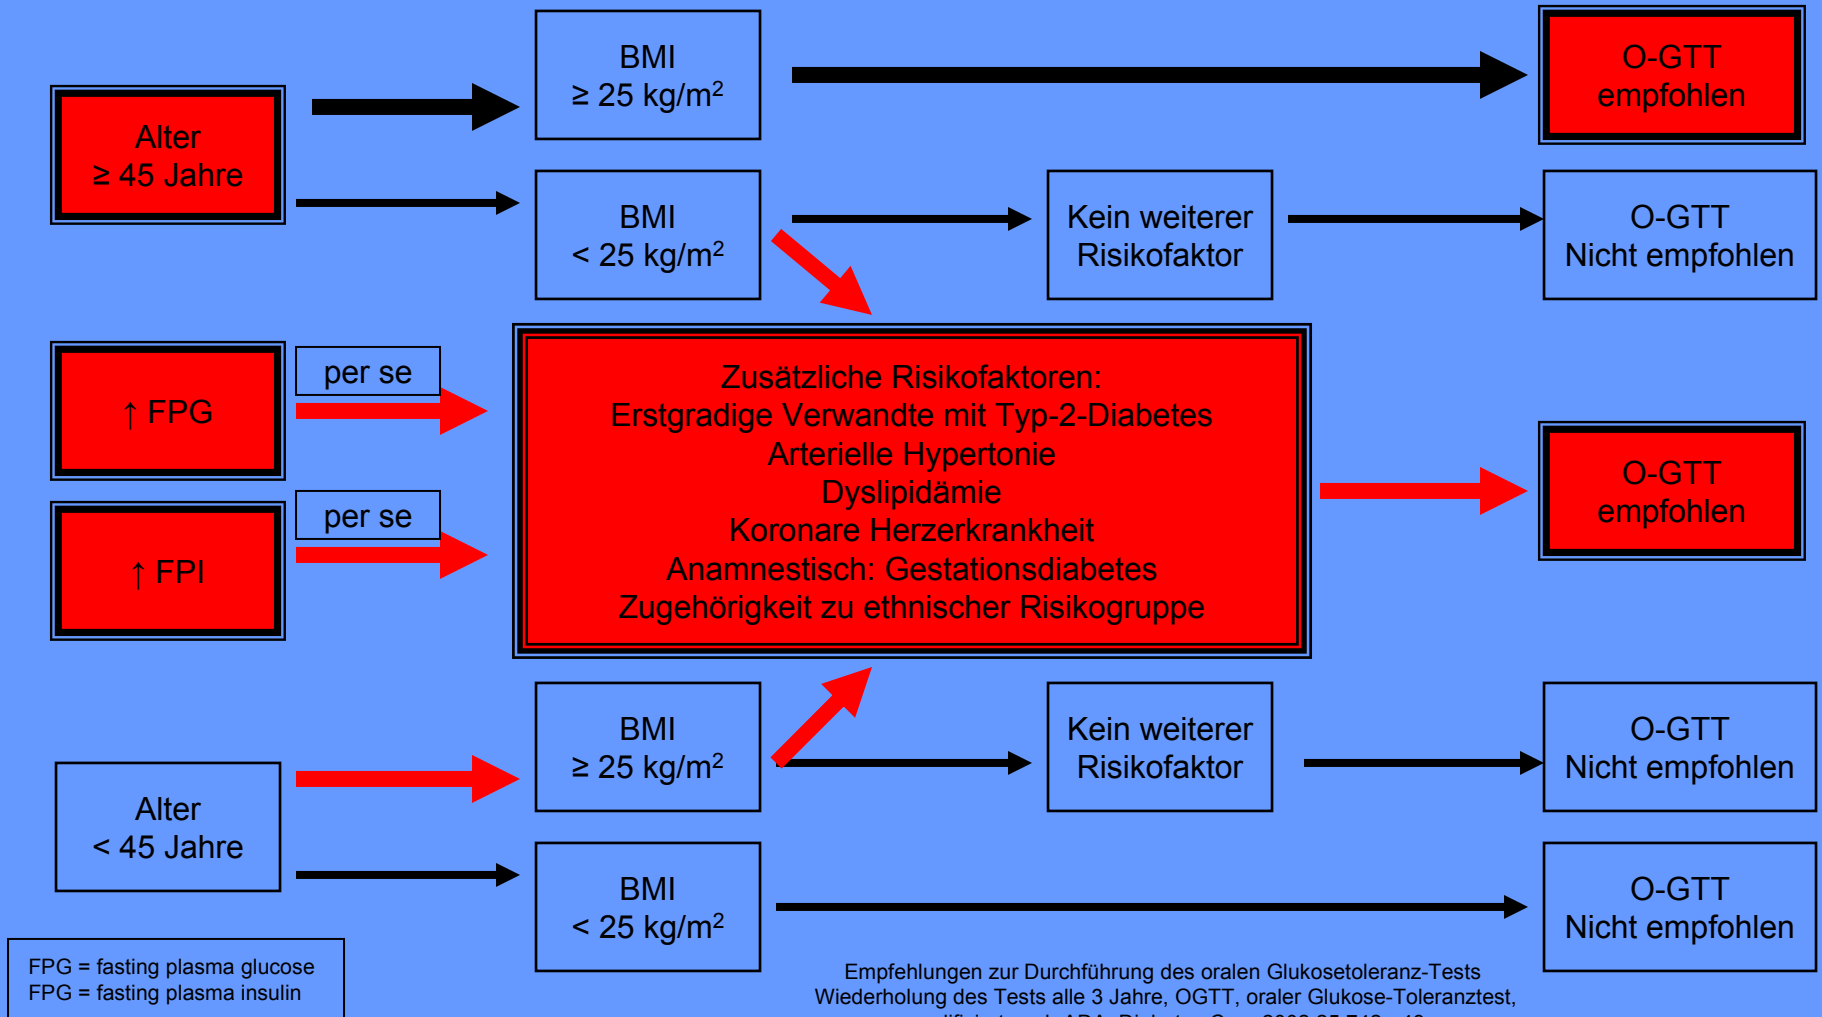 BMI
≥ 25 kg/m²
O-GTT
empfohlen
Alter
≥ 45 Jahre
BMI
< 25 kg/m²
Kein weiterer
Risikofaktor
O-GTT
Nicht empfohlen
↑ FPG
per se
↑ FPI
per se
Zusätzliche Risikofaktoren:
Erstgradige Verwandte mit Typ-2-Diabetes
Arterielle Hypertonie
Dyslipidämie
Koronare Herzerkrankheit
Anamnestisch: Gestationsdiabetes
Zugehörigkeit zu ethnischer Risikogruppe
O-GTT
empfohlen
Alter
< 45 Jahre
BMI
≥ 25 kg/m²
Kein weiterer
Risikofaktor
O-GTT
Nicht empfohlen
BMI
< 25 kg/m²
O-GTT
Nicht empfohlen
FPG = fasting plasma glucose
FPG = fasting plasma insulin
Empfehlungen zur Durchführung des oralen Glukosetoleranz-Tests
Wiederholung des Tests alle 3 Jahre, OGTT, oraler Glukose-Toleranztest,